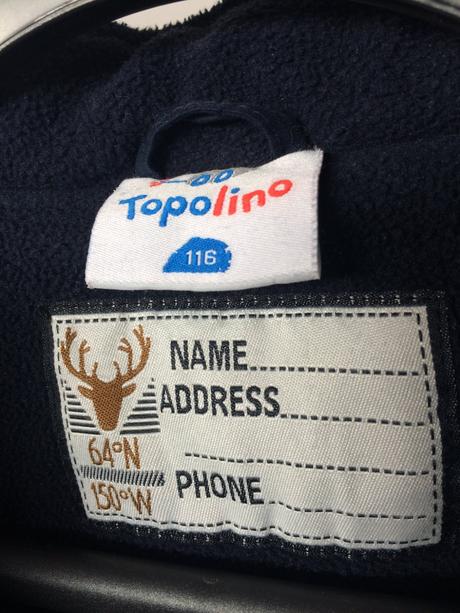 Topolino
116
NAME
ADDRESS
PHONE
64°N
150°W